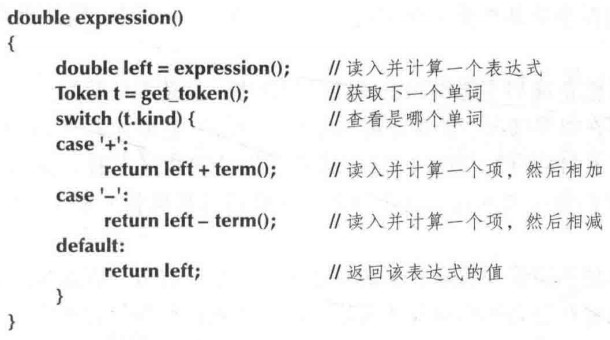 double expression()
{
double left = expression(); // 读入并计算一个表达式
Token t = get_token(); // 获取下一个单词
switch (t.kind) { // 查看是哪个单词
case '+':
return left + term(); // 读入并计算一个项，然后相加
case '–':
return left – term(); // 读入并计算一个项，然后相减
default:
return left; // 返回该表达式的值
}
}